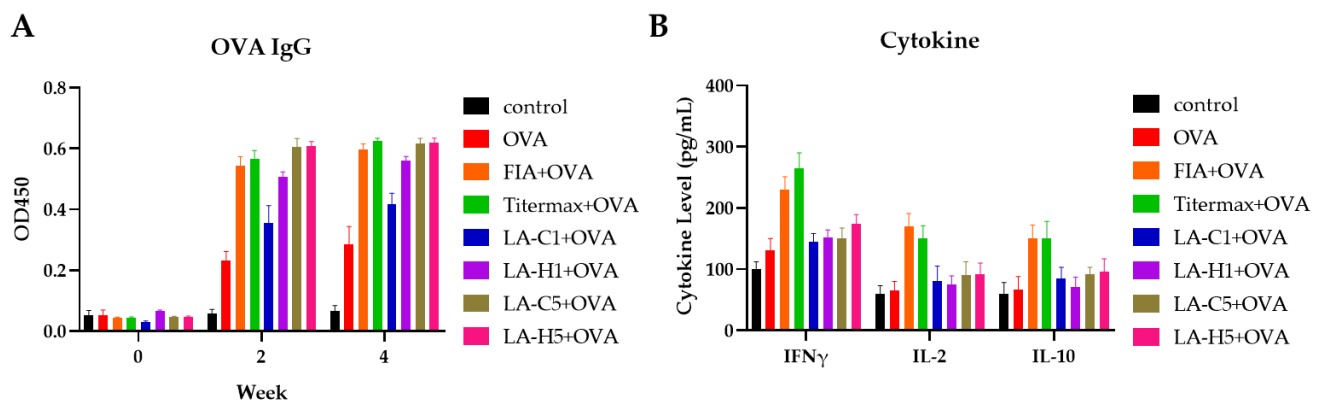 A
OVA IgG
OD450
0.8
0.6
0.4
0.2
0.0
0
2
4
Week
control
OVA
FIA+OVA
Titermax+OVA
LA-C1+OVA
LA-H1+OVA
LA-C5+OVA
LA-H5+OVA
B
Cytokine
Cytokine Level (pg/mL)
400
300
200
100
0
IFNγ
IL-2
IL-10
control
OVA
FIA+OVA
Titermax+OVA
LA-C1+OVA
LA-H1+OVA
LA-C5+OVA
LA-H5+OVA